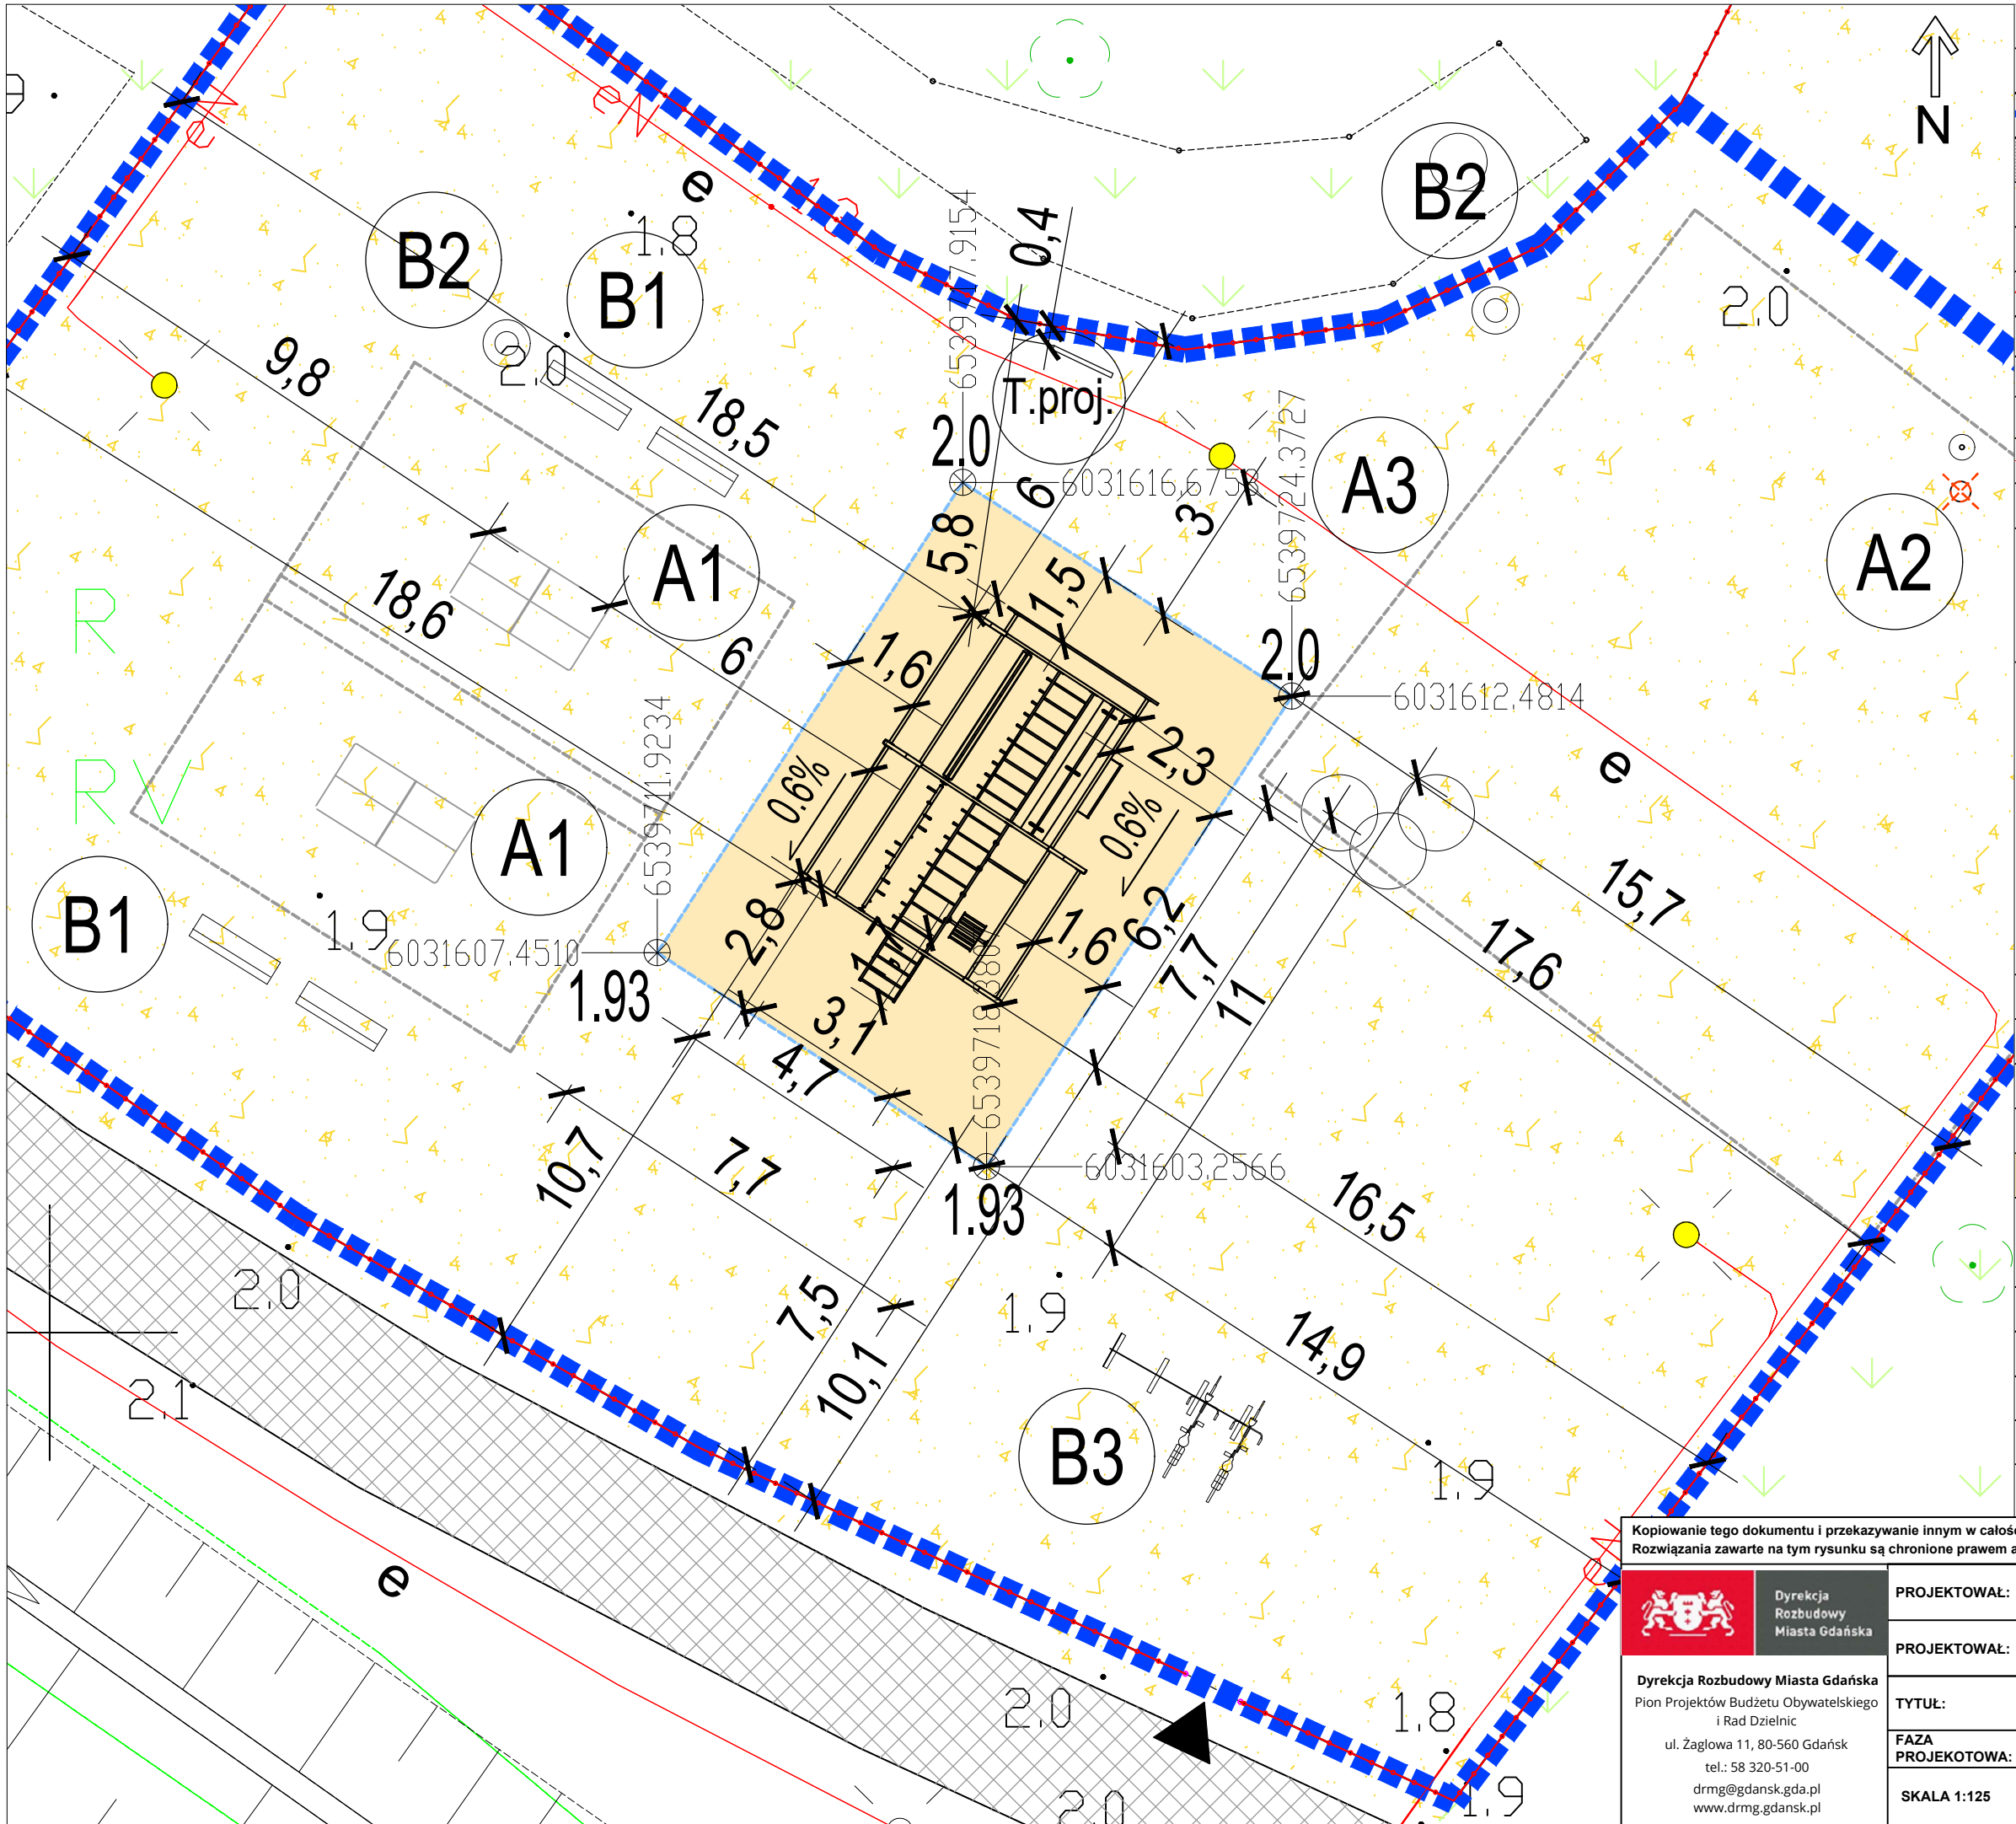 N
eN
eN
e
B2
B1
1.8
2.0
9,8
18,5
0,4
T.proj.
B2
2.0
A3
A2
2.0
6031616.675
6539724.3727
6
3
5,8
1,5
A1
18,6
6
1,6
2.0
6031612.4814
R
RV
e
2,3
0.6%
0.6%
6539711.9234
A1
B1
1.9
6031607.4510
1.93
2,8
1,7
1,6
6,2
7,7
11
15,7
17,6
3,1
4,7
10,7
7,7
6031603.2566
1.93
16,5
2.0
7,5
1.9
10,1
14,9
2.1
B3
1.9
e
2.0
1.8
1.9
2.0
Kopiowanie tego dokumentu i przekazywanie innym w
Rozwiązania zawarte na tym rysunku są chronione prawem
Dyrekcja
Rozbudowy
Miasta Gdańska
PROJEKTOWAŁ:
PROJEKTOWAŁ:
Dyrekcja Rozbudowy Miasta Gdańska
Pion Projektów Budżetu Obywatelskiego
i Rad Dzielnic
ul. Żaglowa 11, 80-560 Gdańsk
tel.: 58 320-51-00
drmg@gdansk.gda.pl
www.drmg.gdansk.pl
TYTUŁ:
FAZA
PROJEKOTOWA:
SKALA 1:125